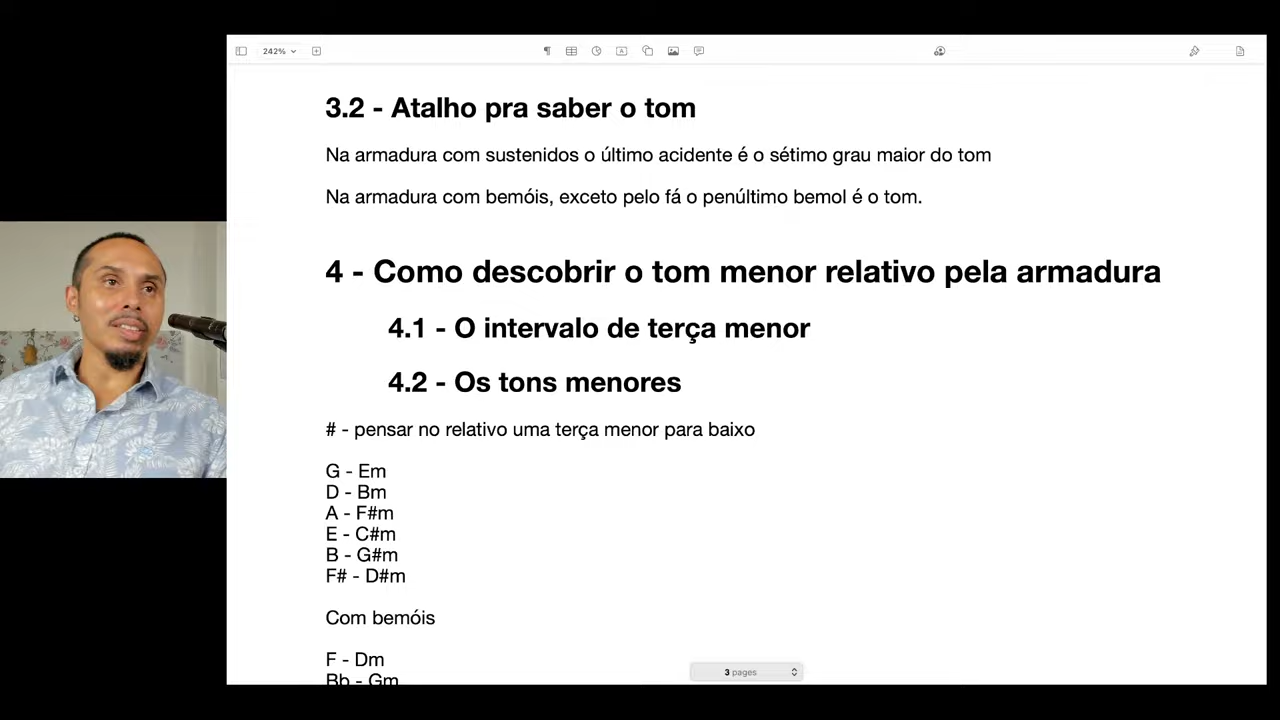 242%
3.2 - Atalho pra saber o tom
Na armadura com sustenidos o último acidente é o sétimo grau maior do tom
Na armadura com bemóis, exceto pelo fá o penúltimo bemol é o tom.
4 - Como descobrir o tom menor relativo pela armadura
4.1 - O intervalo de terça menor
4.2 - Os tons menores
# - pensar no relativo uma terça menor para baixo
G - Em
D - Bm
A - F#m
E - C#m
B - G#m
F# - D#m
Com bemóis
F - Dm
Bb - Gm
3 pages